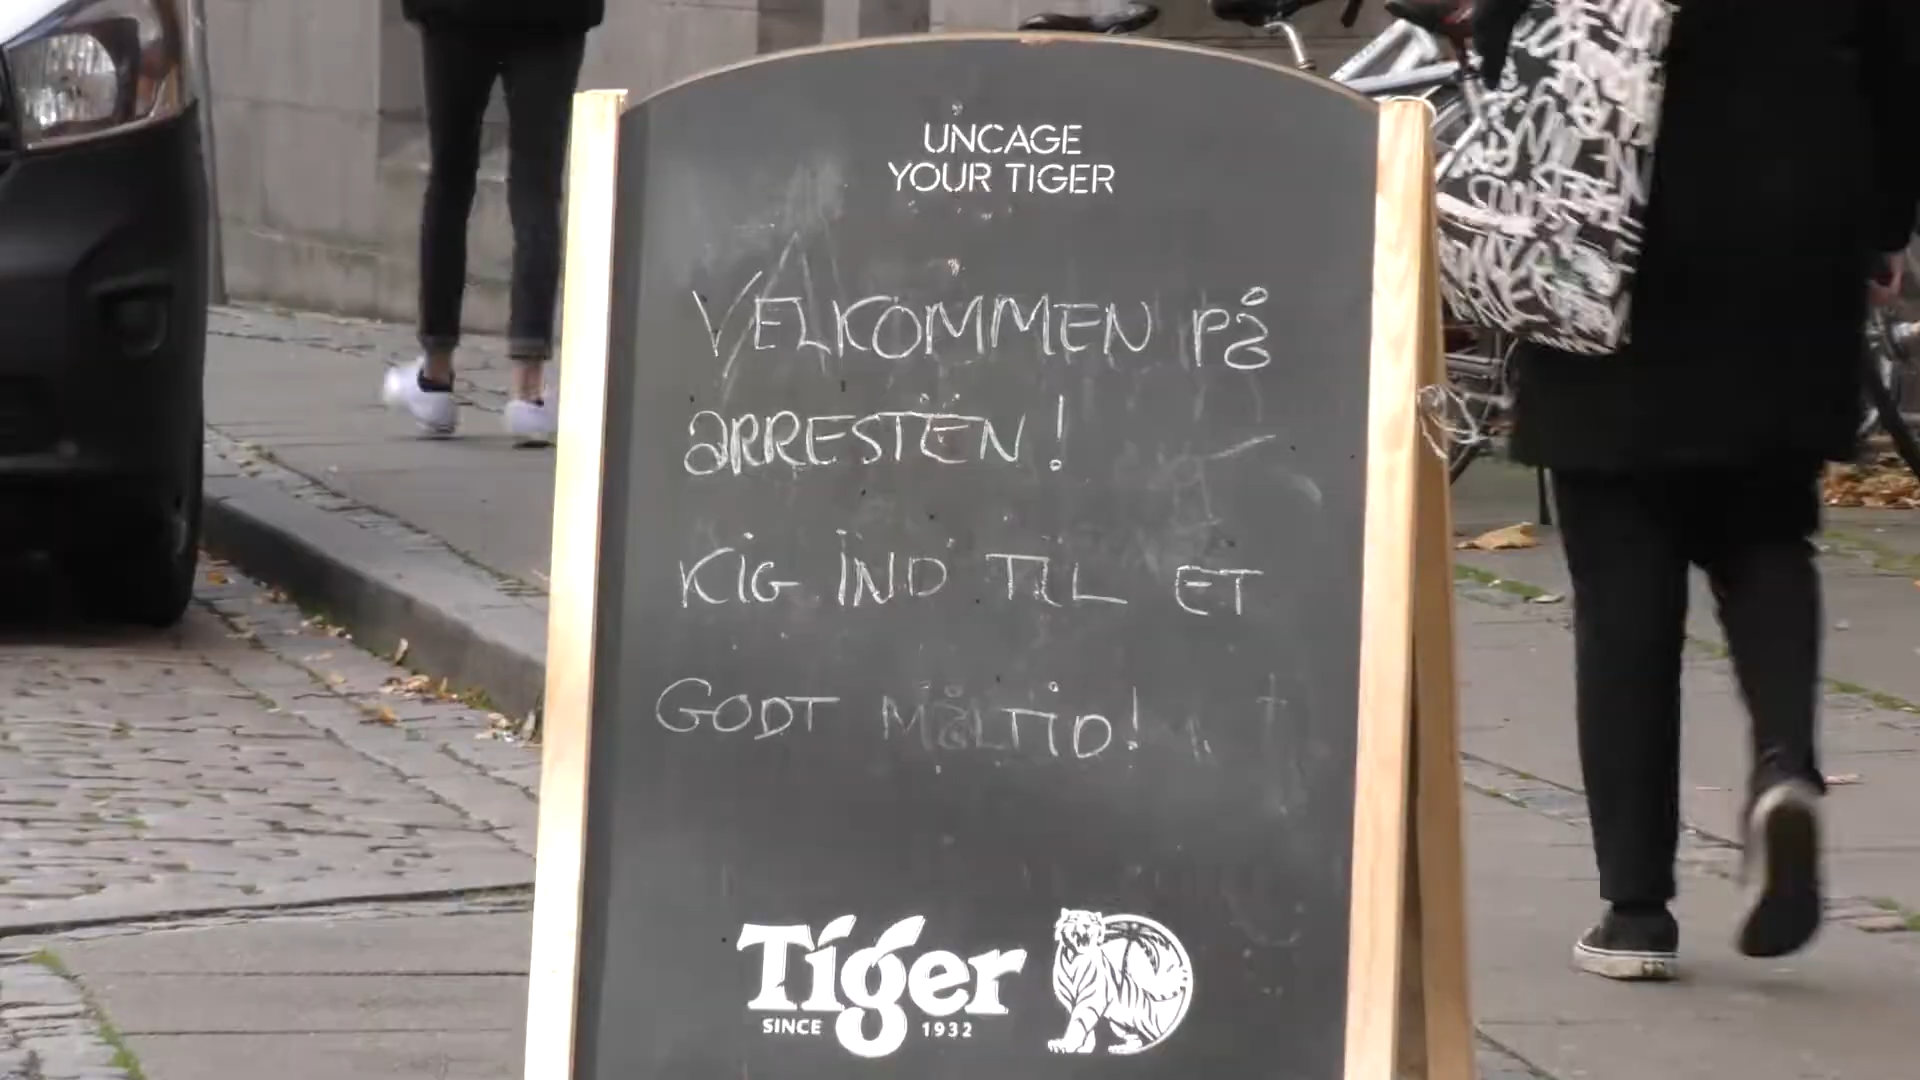 UNCAGE
YOUR TIGER
VELKOMMEN På
aRRESTEN!
KiG iND TIL ET
GODT MåLTiD!
Tiger
SINCE 1932